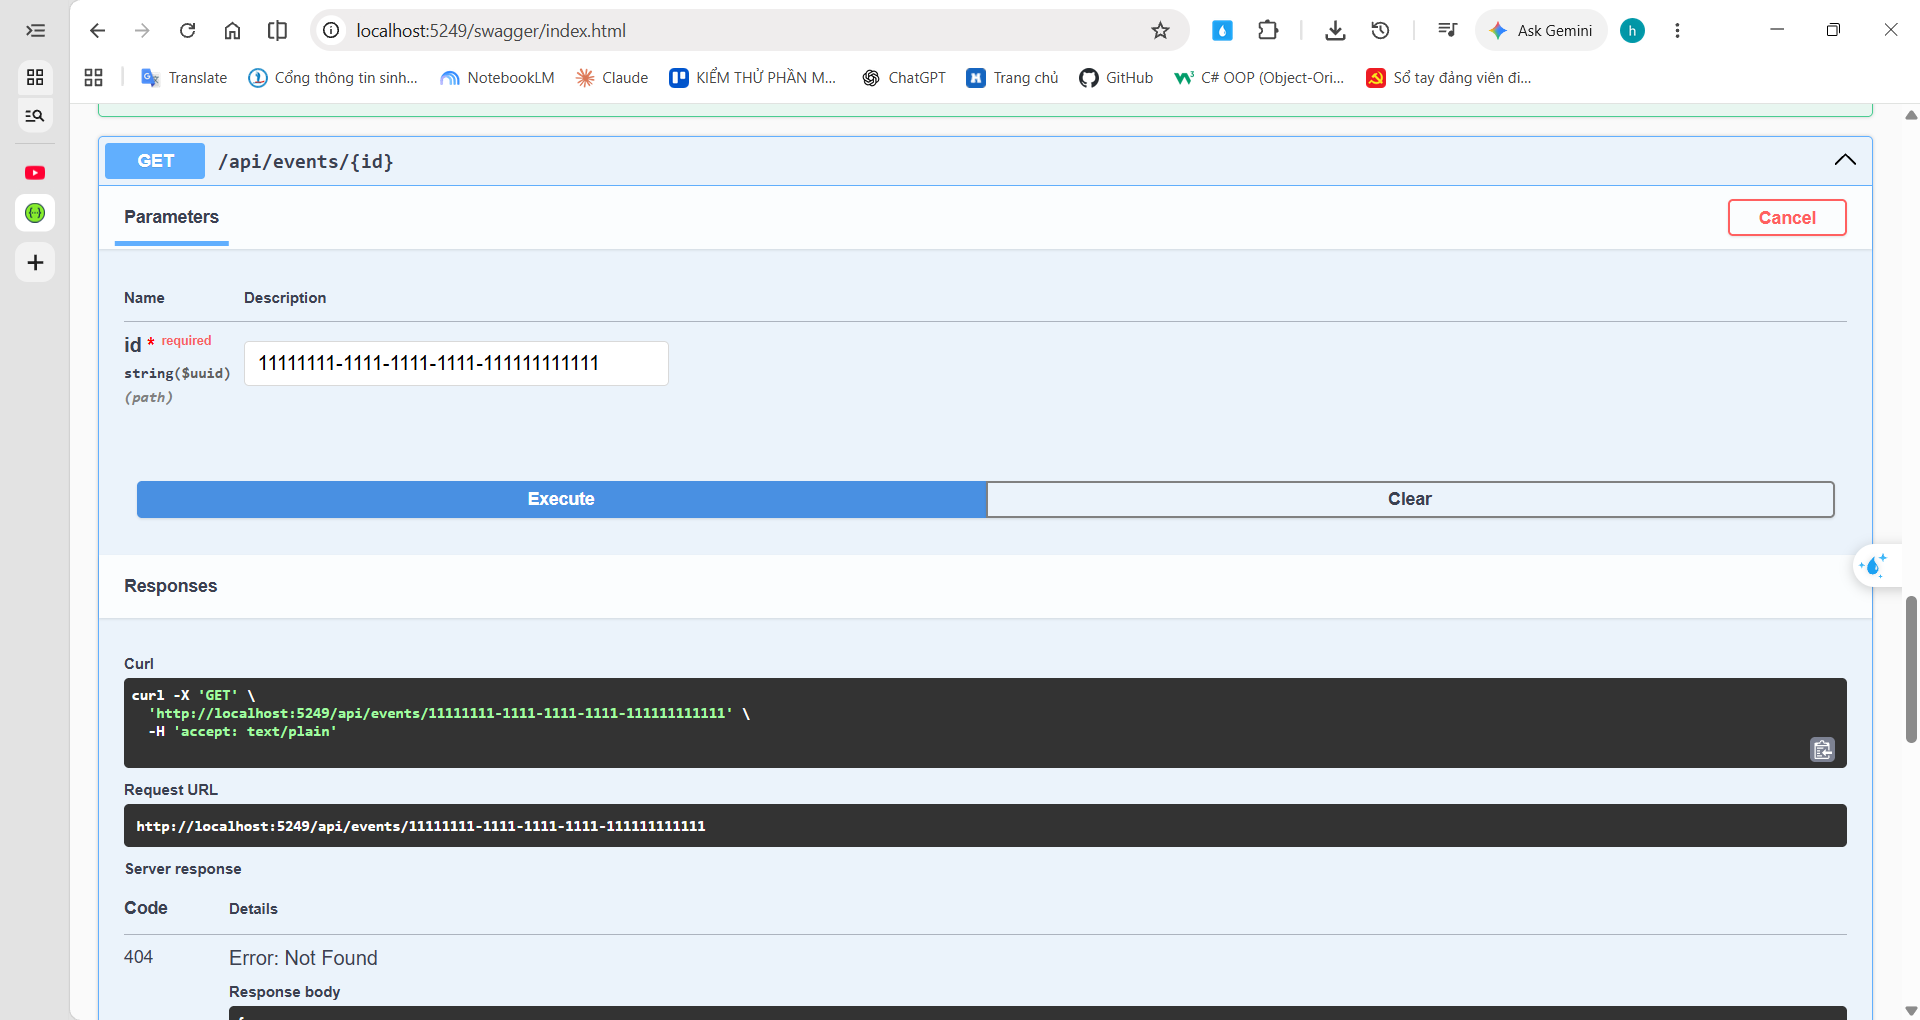 localhost:5249/swagger/index.html
Ask Gemini
h
Translate
Cổng thông tin sinh...
NotebookLM
Claude
KIỂM THỬ PHẦN M...
ChatGPT
Trang chủ
GitHub
C# OOP (Object-Ori...
Sổ tay đảng viên đi...
GET /api/events/{id}
Parameters
Cancel
Name Description
id * required
string($uuid)
(path)
11111111-1111-1111-1111-111111111111
Execute
Clear
Responses
Curl
curl -X 'GET' \
'http://localhost:5249/api/events/11111111-1111-1111-1111-111111111111' \
-H 'accept: text/plain'
Request URL
http://localhost:5249/api/events/11111111-1111-1111-1111-111111111111
Server response
Code Details
404 Error: Not Found
Response body